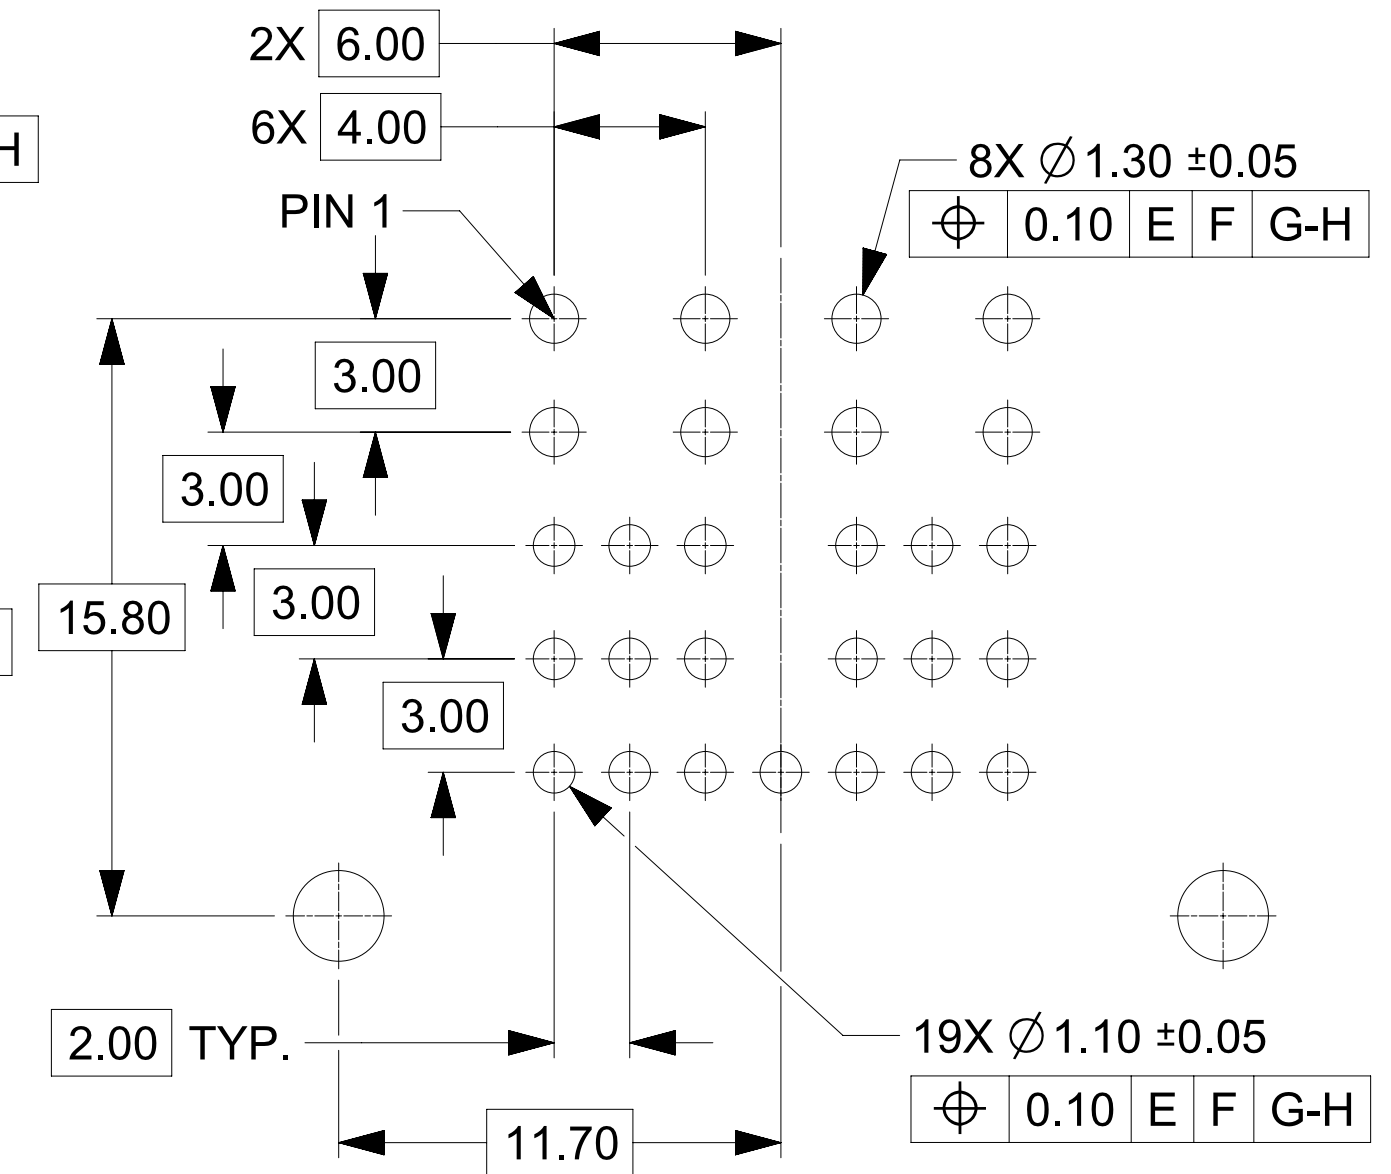 2X 6.00
6X 4.00
H
8X ⌀1.30 ±0.05
PIN 1
⌖ 0.10 E F G-H
3.00
3.00
3.00
15.80
3.00
2.00 TYP.
19X ⌀1.10 ±0.05
⌖ 0.10 E F G-H
11.70